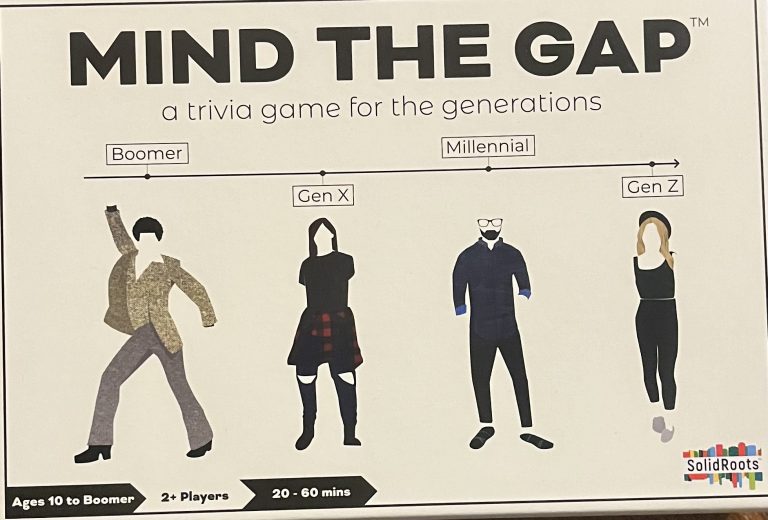 MIND THE GAP™
a trivia game for the generations
Boomer
Gen X
Millennial
Gen Z
SolidRoots
Ages 10 to Boomer
2+ Players
20 - 60 mins